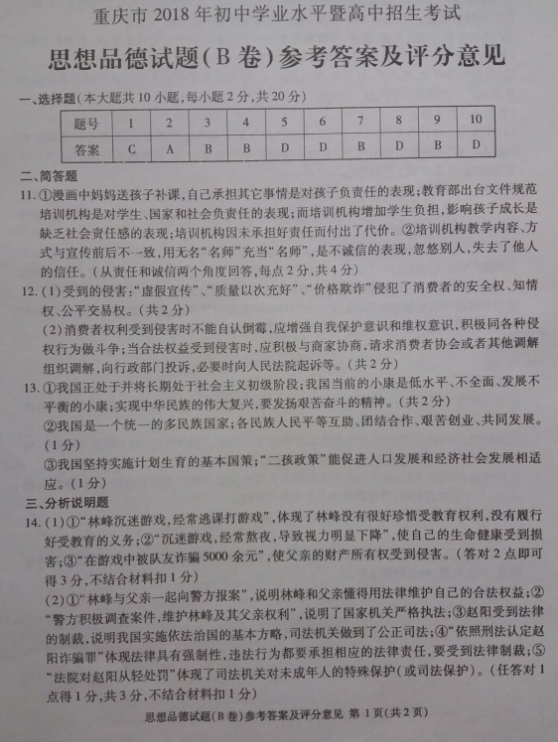 重庆市 2018 年初中学业水平暨高中招生考试
思想品德试题(B 卷)参考答案及评分意见
一、选择题(本大题共 10 小题,每小题 2 分,共 20 分)
题号 1 2 3 4 5 6 7 8 9 10
答案 C A B B D D B D B D
二、简答题
11.①漫画中妈妈送孩子补课,自己承担其它事情是对孩子负责任的表现;教育部出台文件规范
培训机构是对学生、国家和社会负责任的表现;而培训机构增加学生负担,影响孩子成长是
缺乏社会责任感的表现;培训机构因未承担好责任而付出了代价。②培训机构教学内容、方
式与宣传前后不一致,用无名“名师”充当“名师”,是不诚信的表现,忽悠别人,失去了他人
的信任。(从责任和诚信两个角度回答,每点 2 分,共 4 分)
12.(1)受到的侵害:“虚假宣传”、“质量以次充好”、“价格欺诈”侵犯了消费者的安全权、知情
权、公平交易权。(共 2 分)
(2)消费者权利受到侵害时不能自认倒霉,应增强自我保护意识和维权意识,积极同各种侵
权行为做斗争;当合法权益受到侵害时,应积极与商家协商,请求消费者协会或者其他调解
组织调解,向行政部门投诉,必要时向人民法院起诉等。(共 2 分)
13.①我国正处于并将长期处于社会主义初级阶段;我国当前的小康是低水平、不全面、发展不
平衡的小康;实现中华民族的伟大复兴,要发扬艰苦奋斗的精神。(共 2 分)
②我国是一个统一的多民族国家;各民族人民平等互助、团结合作、艰苦创业、共同发展。
(1 分)
③我国坚持实施计划生育的基本国策;“二孩政策”能促进人口发展和经济社会发展相适
应。(1 分)
三、分析说明题
14.(1)①“林峰沉迷游戏,经常逃课打游戏”,体现了林峰没有很好珍惜受教育权利,没有履行
好受教育的义务;②“沉迷游戏,经常熬夜,导致视力明显下降”,使自己的生命健康受到损
害;③“在游戏中被队友诈骗 5000 余元”,使父亲的财产所有权受到侵害。(答对 2 点即可
得 3 分,不结合材料扣 1 分)
(2)①“林峰与父亲一起向警方报案”,说明林峰和父亲懂得用法律维护自己的合法权益;②
“警方积极调查案件,维护林峰及其父亲权利”,说明了国家机关严格执法;③赵阳受到法律
的制裁,说明我国实施依法治国的基本方略,司法机关做到了公正司法;④“依照刑法认定赵
阳诈骗罪”体现法律具有强制性,违法行为都要承担相应的法律责任,要受到法律制裁;⑤
“法院对赵阳从轻处罚”体现了司法机关对未成年人的特殊保护(或司法保护)。(任答对 1
点得 1 分,共 3 分,不结合材料扣 1 分)
思想品德试题(B 卷)参考答案及评分意见 第 1 页(共 2 页)